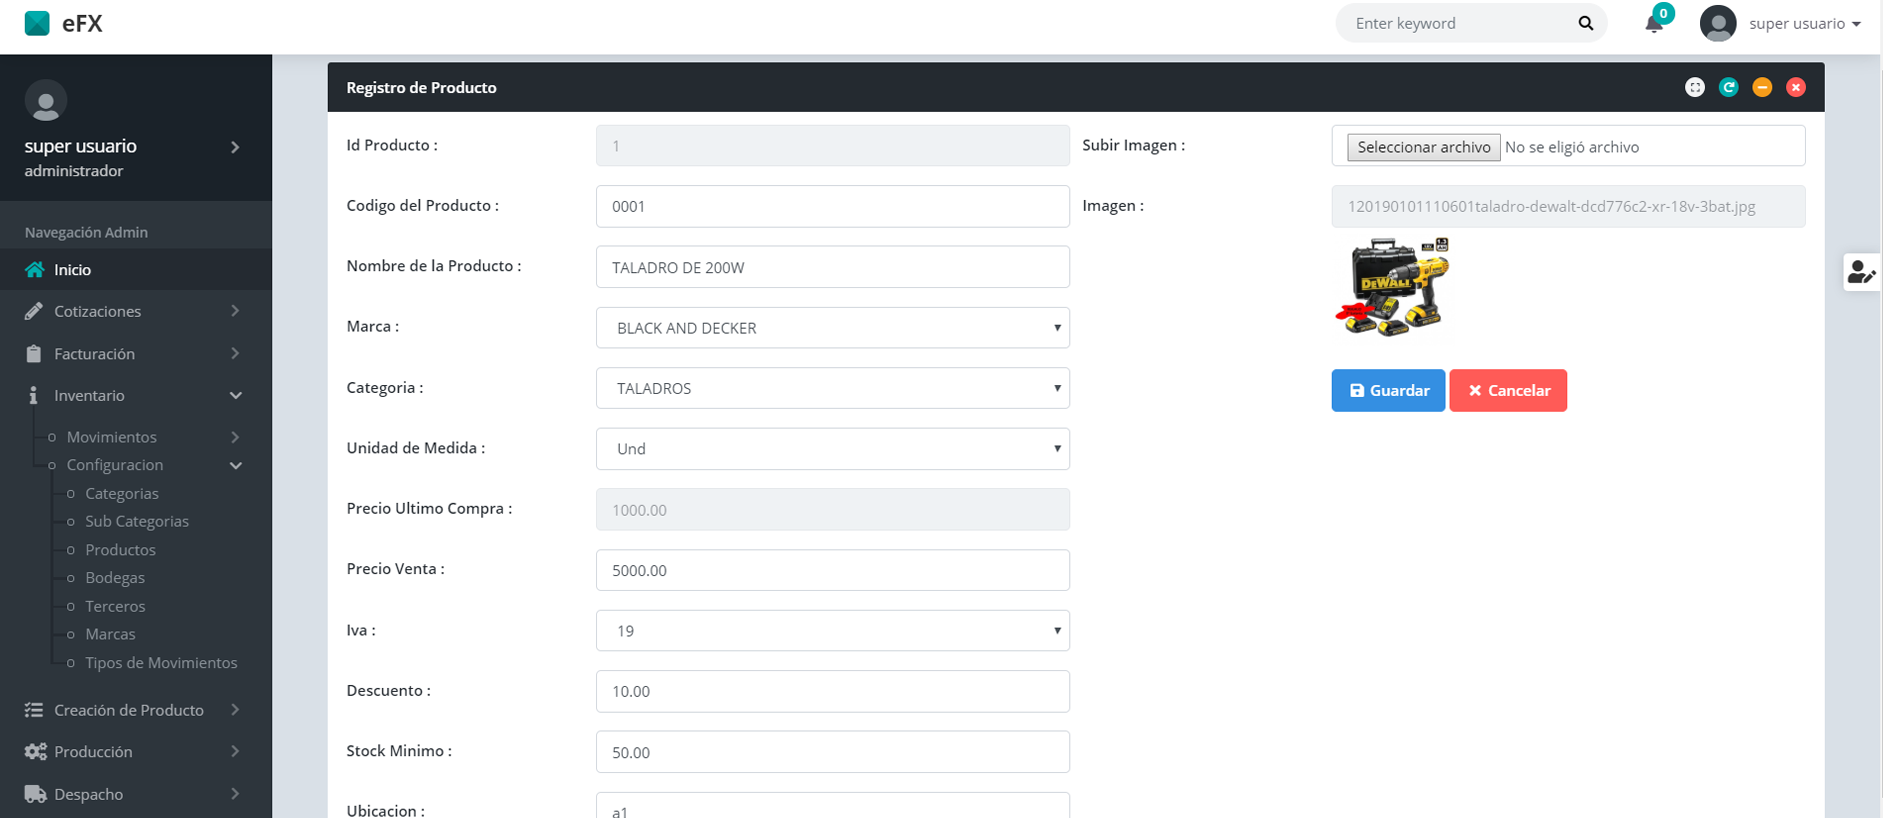 eFX
Enter keyword
0
super usuario
super usuario
administrador
Navegación Admin
Inicio
Cotizaciones
Facturación
Inventario
Movimientos
Configuracion
Categorias
Sub Categorias
Productos
Bodegas
Terceros
Marcas
Tipos de Movimientos
Creación de Producto
Producción
Despacho
Registro de Producto
Id Producto :
1
Codigo del Producto :
0001
Nombre de la Producto :
TALADRO DE 200W
Marca :
BLACK AND DECKER
Categoria :
TALADROS
Unidad de Medida :
Und
Precio Ultimo Compra :
1000.00
Precio Venta :
5000.00
Iva :
19
Descuento :
10.00
Stock Minimo :
50.00
Ubicacion :
a1
Subir Imagen :
Seleccionar archivo No se eligió archivo
Imagen :
120190101110601taladro-dewalt-dcd776c2-xr-18v-3bat.jpg
DEWALT
Guardar
Cancelar